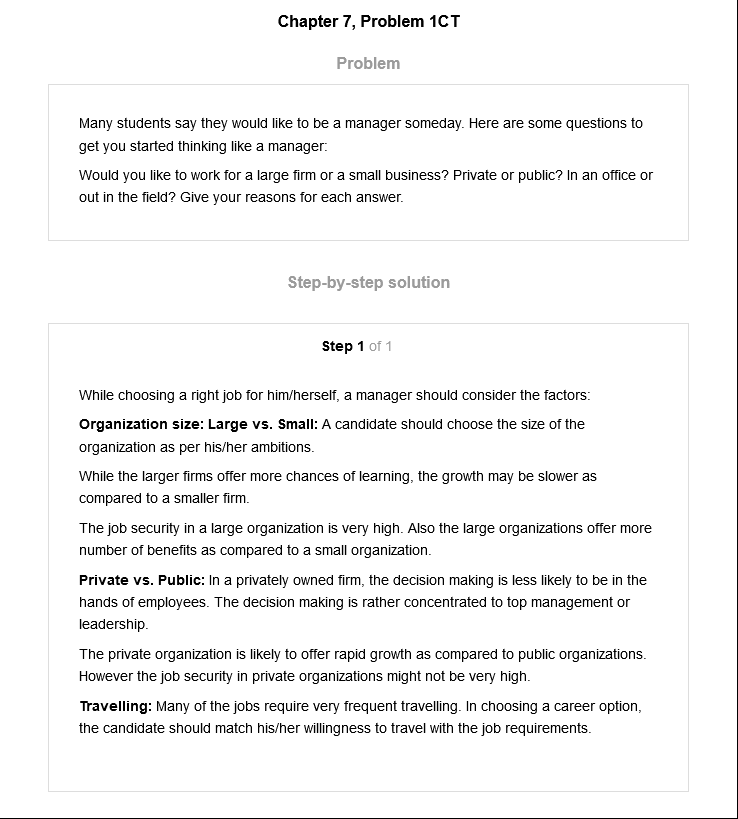 Chapter 7, Problem 1CT
Problem
Many students say they would like to be a manager someday. Here are some questions to
get you started thinking like a manager:
Would you like to work for a large firm or a small business? Private or public? In an office or
out in the field? Give your reasons for each answer.
Step-by-step solution
Step 1 of 1
While choosing a right job for him/herself, a manager should consider the factors:
Organization size: Large vs. Small: A candidate should choose the size of the
organization as per his/her ambitions.
While the larger firms offer more chances of learning, the growth may be slower as
compared to a smaller firm.
The job security in a large organization is very high. Also the large organizations offer more
number of benefits as compared to a small organization.
Private vs. Public: In a privately owned firm, the decision making is less likely to be in the
hands of employees. The decision making is rather concentrated to top management or
leadership.
The private organization is likely to offer rapid growth as compared to public organizations.
However the job security in private organizations might not be very high.
Travelling: Many of the jobs require very frequent travelling. In choosing a career option,
the candidate should match his/her willingness to travel with the job requirements.